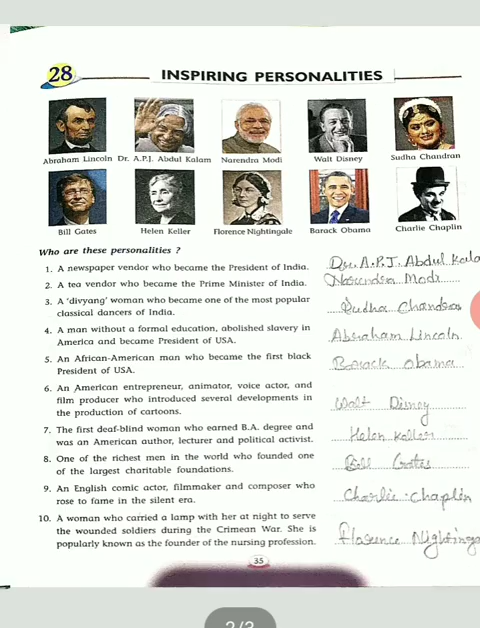 28
INSPIRING PERSONALITIES
Abraham Lincoln Dr. A.P.J. Abdul Kalam Narendra Modi Walt Disney Sudha Chandran
Bill Gates Helen Keller Florence Nightingale Barack Obama Charlie Chaplin
Who are these personalities ?
1. A newspaper vendor who became the President of India. Dr. A.P.J. Abdul Kala
2. A tea vendor who became the Prime Minister of India. Narendra Modi
3. A 'divyang' woman who became one of the most popular
classical dancers of India. Sudha Chandran
4. A man without a formal education, abolished slavery in
America and became President of USA. Abraham Lincoln
5. An African-American man who became the first black
President of USA. Barack Obama
6. An American entrepreneur, animator, voice actor, and
film producer who introduced several developments in
the production of cartoons. Walt Disney
7. The first deaf-blind woman who earned B.A. degree and
was an American author, lecturer and political activist. Helen Keller
8. One of the richest men in the world who founded one
of the largest charitable foundations. Bill Gates
9. An English comic actor, filmmaker and composer who
rose to fame in the silent era. Charlie Chaplin
10. A woman who carried a lamp with her at night to serve
the wounded soldiers during the Crimean War. She is
popularly known as the founder of the nursing profession. Florence Nightinga
35
2/3